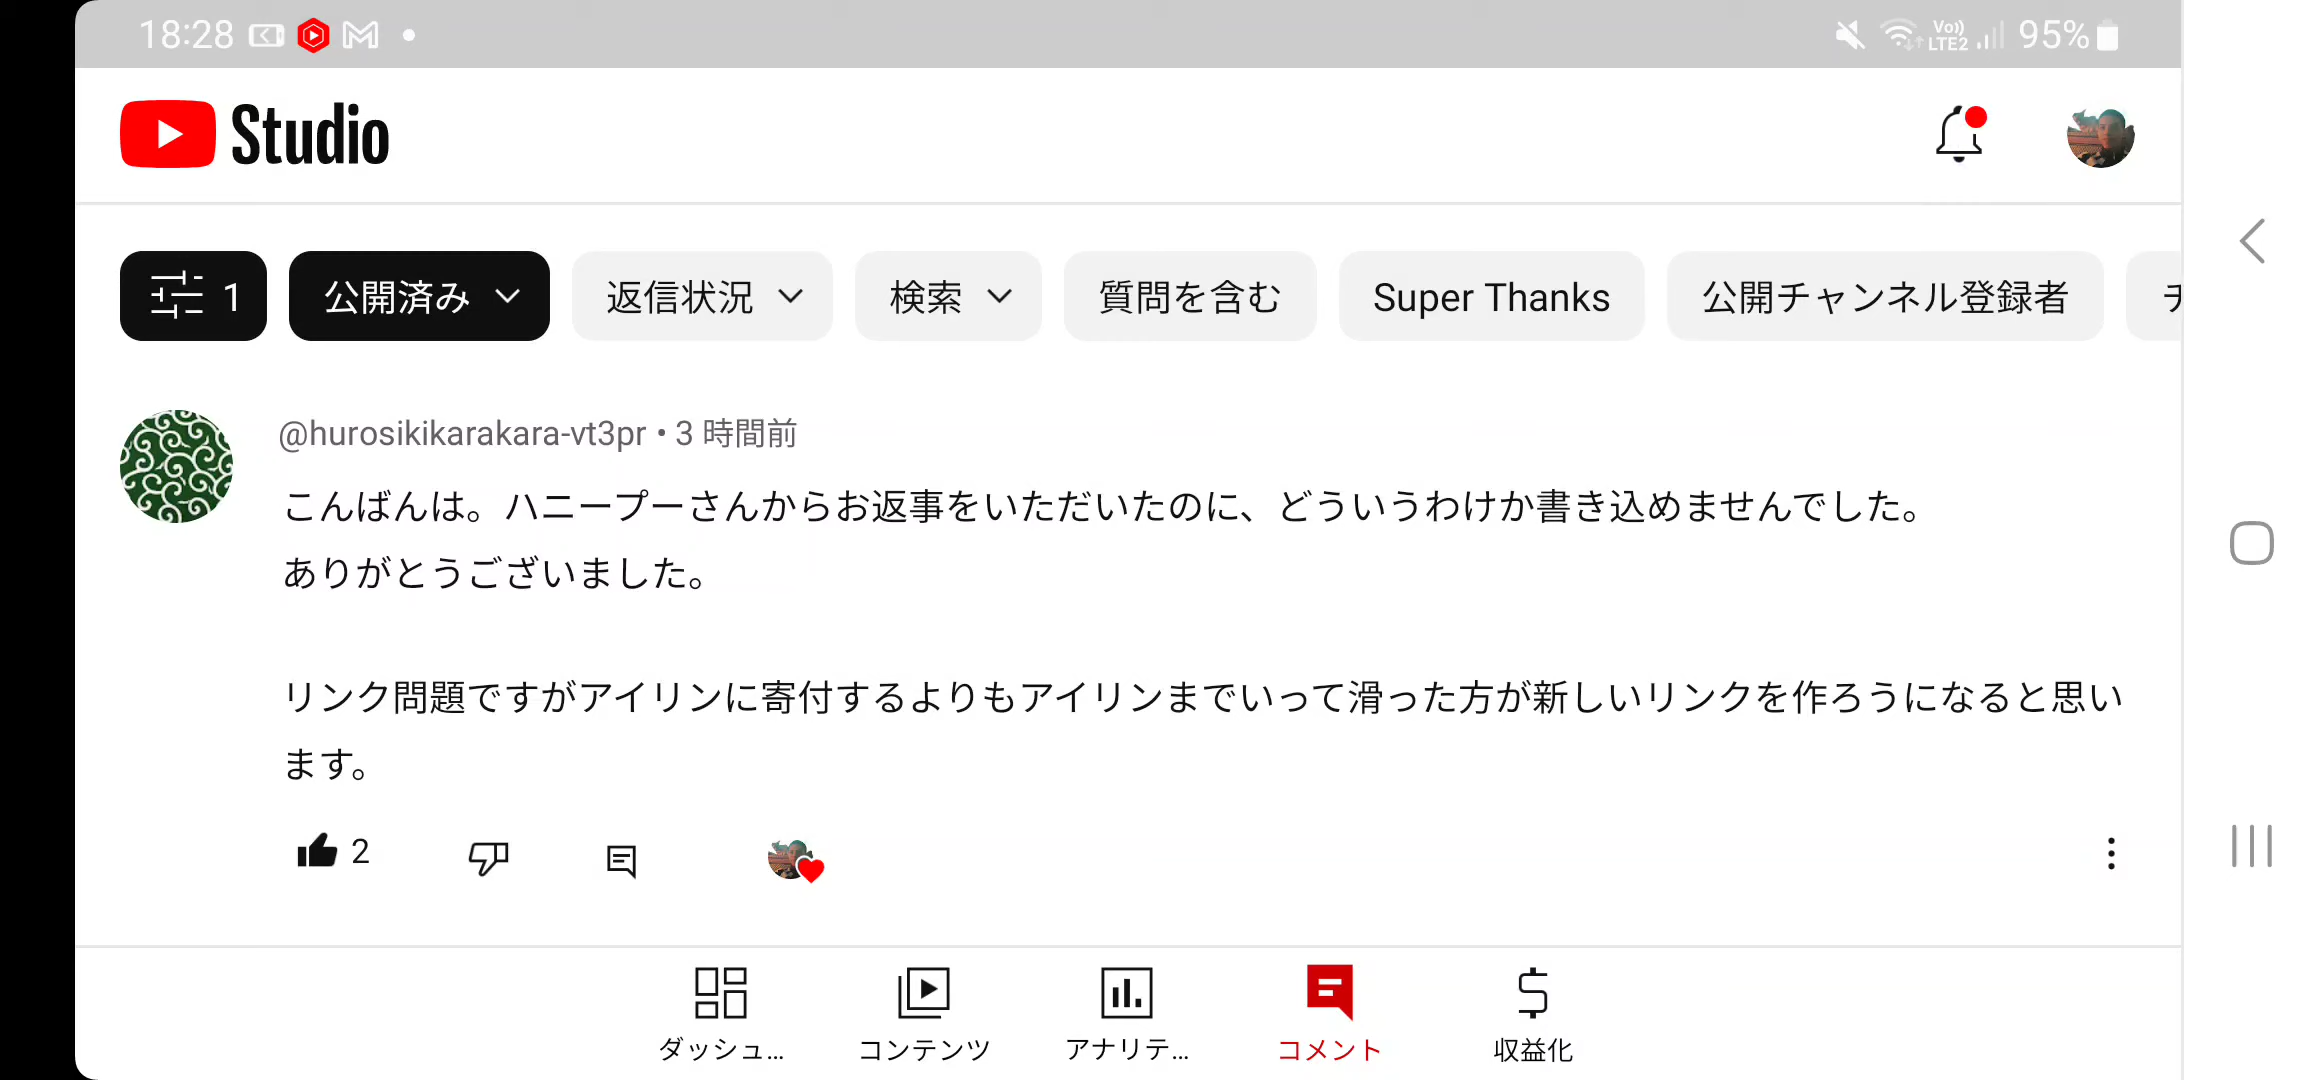 18:28
Vo))
LTE2
95%
Studio
1
公開済み
返信状況
検索
質問を含む
Super Thanks
公開チャンネル登録者
@hurosikikarakara-vt3pr • 3 時間前
こんばんは。ハニープーさんからお返事をいただいたのに、どういうわけか書き込めませんでした。
ありがとうございました。
リンク問題ですがアイリンに寄付するよりもアイリンまでいって滑った方が新しいリンクを作ろうになると思い
ます。
2
ダッシュ...
コンテンツ
アナリテ...
コメント
収益化